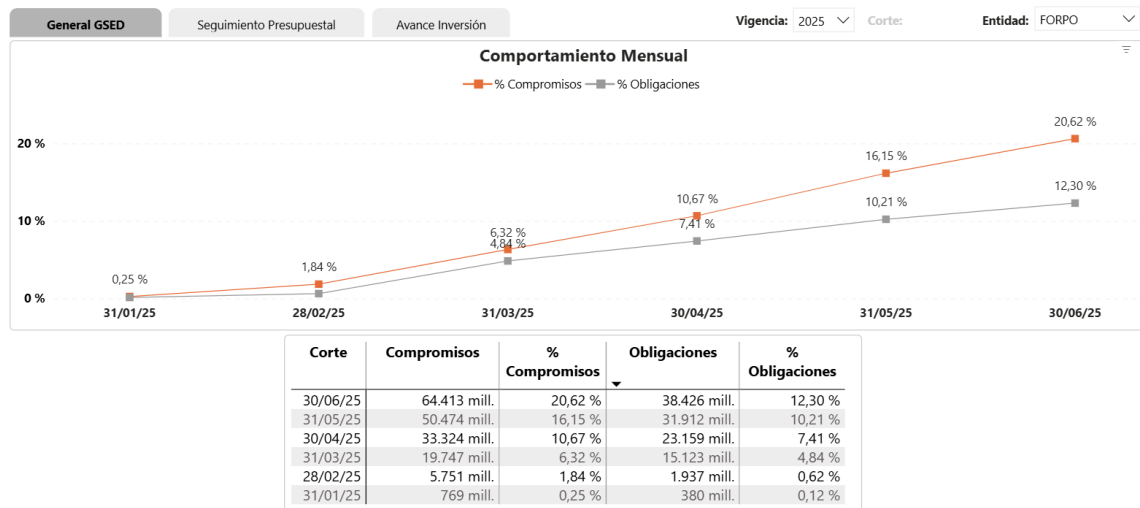 General GSED Seguimiento Presupuestal Avance Inversión Vigencia: 2025 Corte: Entidad: FORPO
Comportamiento Mensual
% Compromisos % Obligaciones
20,62 %
20 %
16,15 %
12,30 %
10,67 %
10,21 %
10 %
7,41 %
6,32 %
4,84 %
1,84 %
0,25 %
0 %
31/01/25 28/02/25 31/03/25 30/04/25 31/05/25 30/06/25
Corte Compromisos % Obligaciones %
Compromisos Obligaciones
30/06/25 64.413 mill. 20,62 % 38.426 mill. 12,30 %
31/05/25 50.474 mill. 16,15 % 31.912 mill. 10,21 %
30/04/25 33.324 mill. 10,67 % 23.159 mill. 7,41 %
31/03/25 19.747 mill. 6,32 % 15.123 mill. 4,84 %
28/02/25 5.751 mill. 1,84 % 1.937 mill. 0,62 %
31/01/25 769 mill. 0,25 % 380 mill. 0,12 %